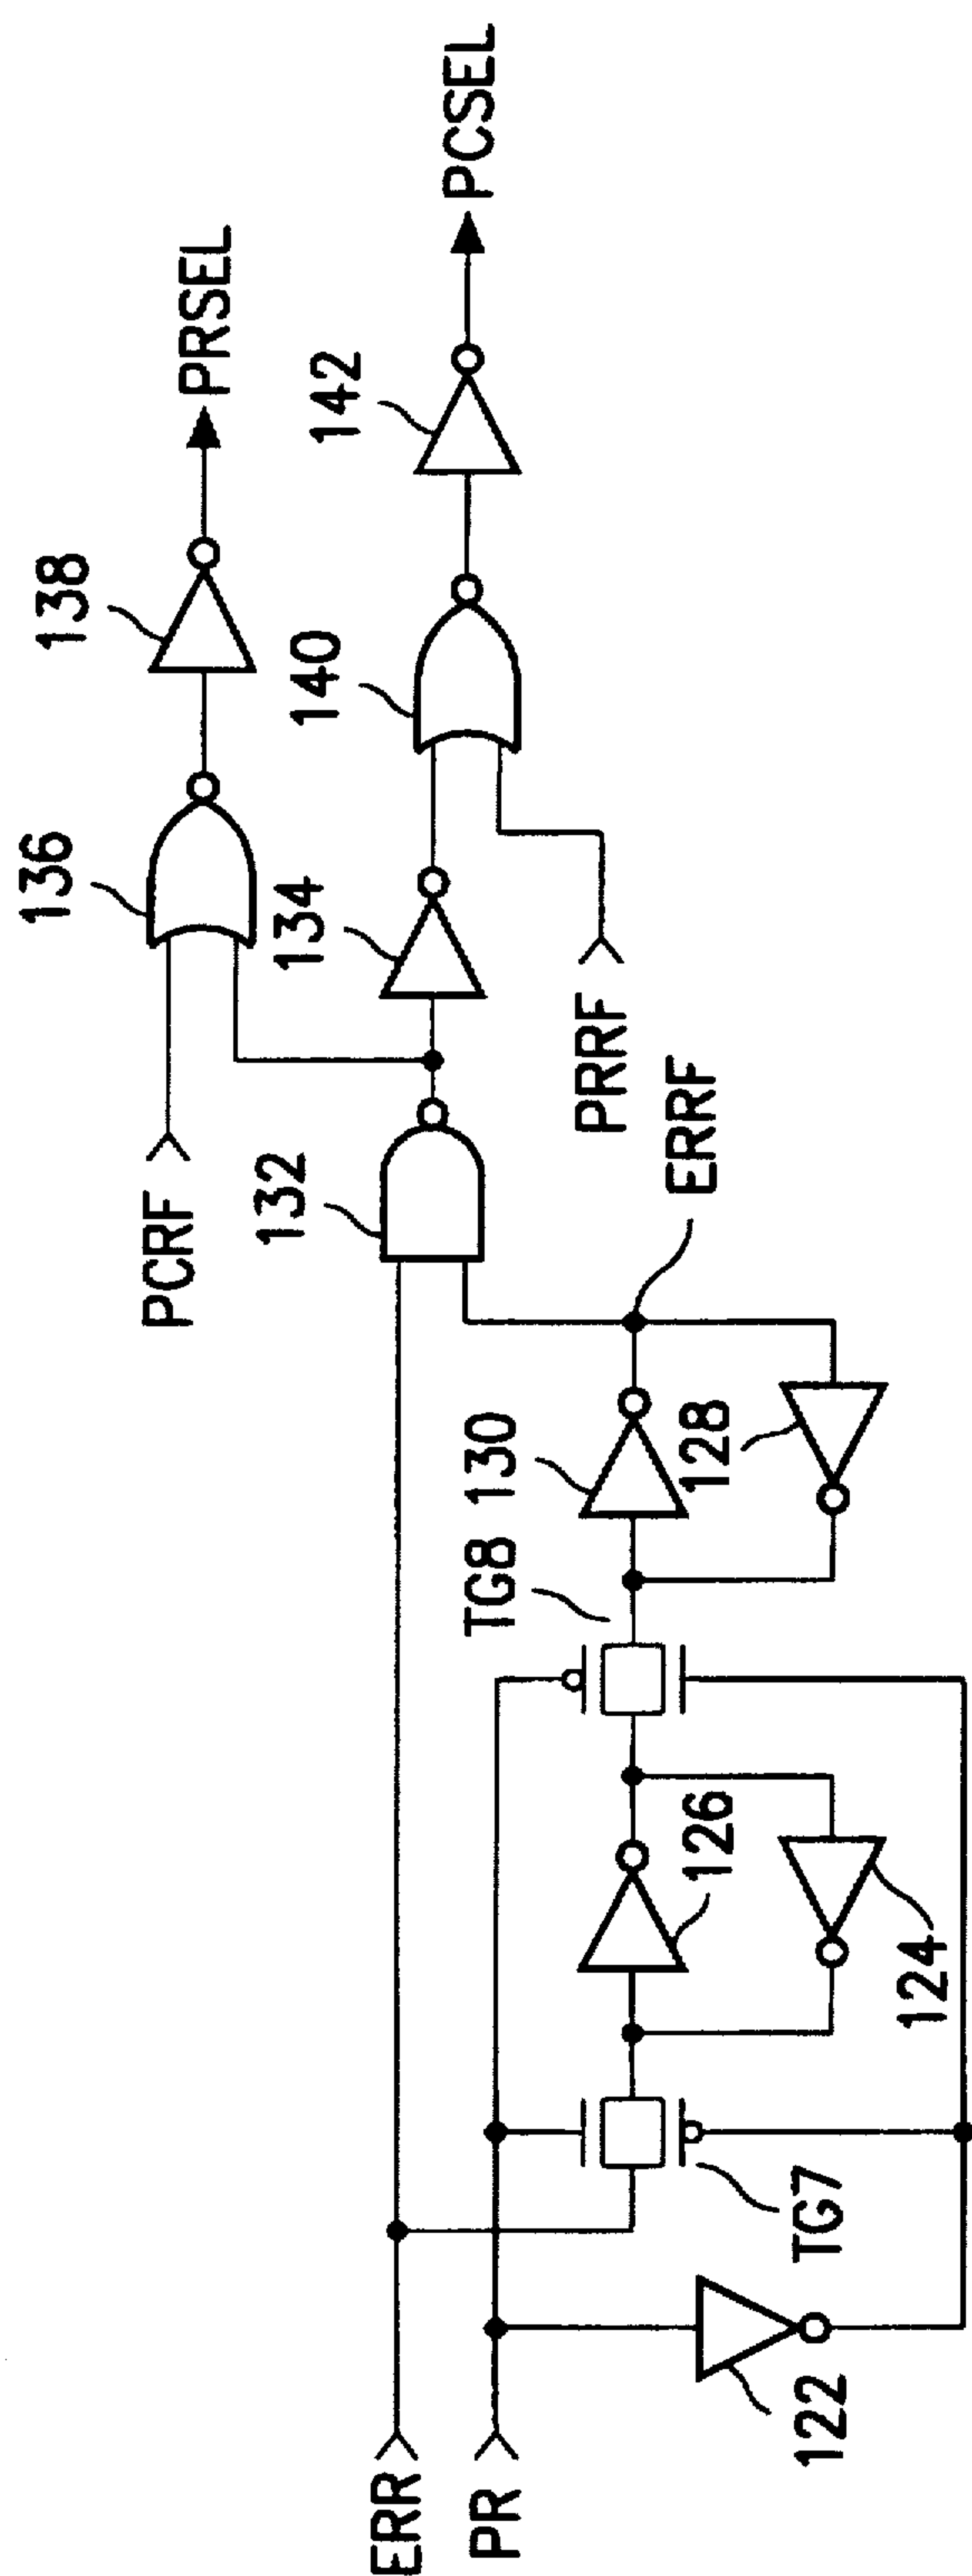 ERR
PR
122
TG7
124
126
TG8
130
128
ERRF
PRRF
132
PCRF
134
136
140
138
142
PRSEL
PCSEL